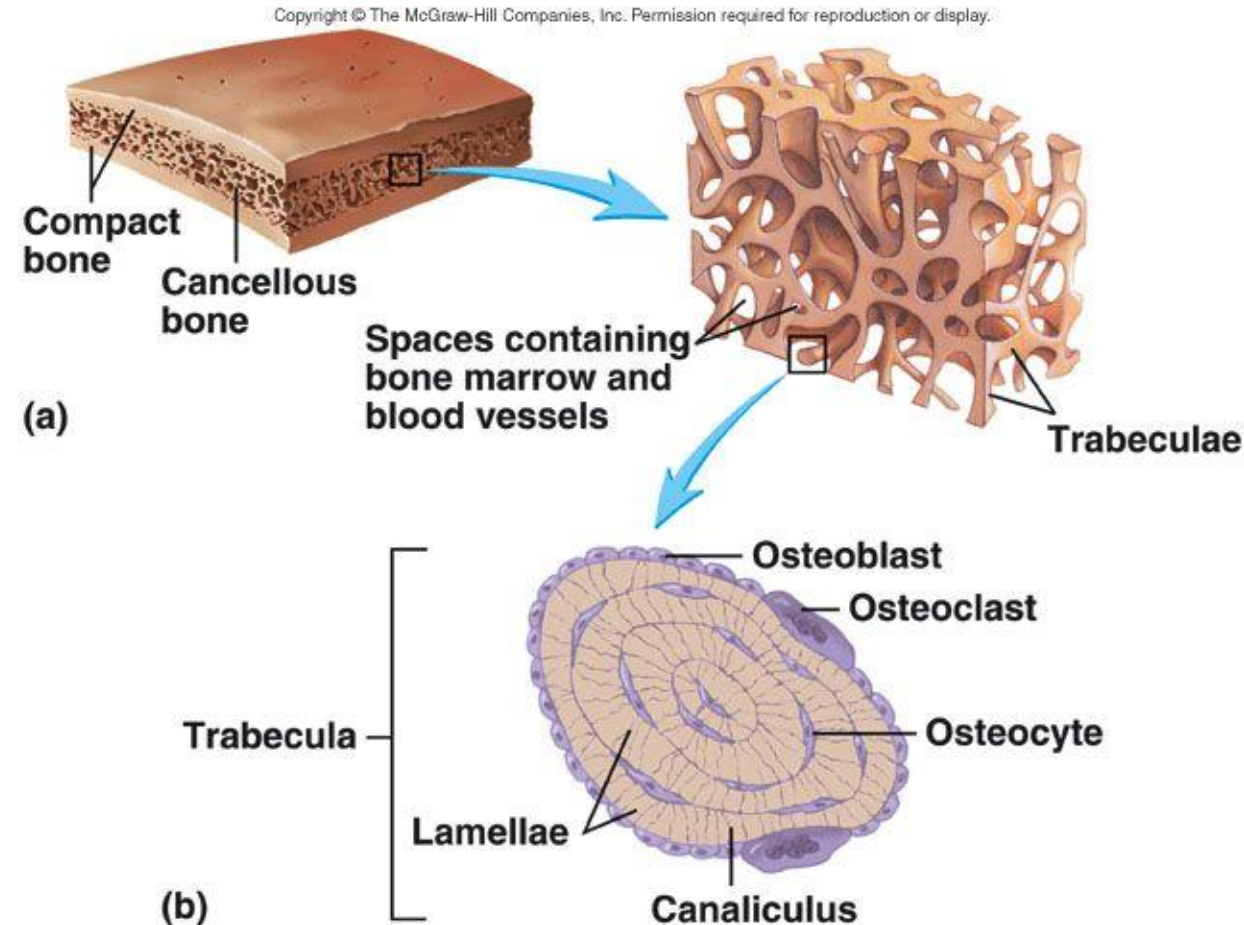 Copyright © The McGraw-Hill Companies, Inc. Permission required for reproduction or display.
Compact
bone
Cancellous
bone
Spaces containing
bone marrow and
blood vessels
(a)
Trabeculae
Osteoblast
Osteoclast
Trabecula
Osteocyte
Lamellae
Canaliculus
(b)